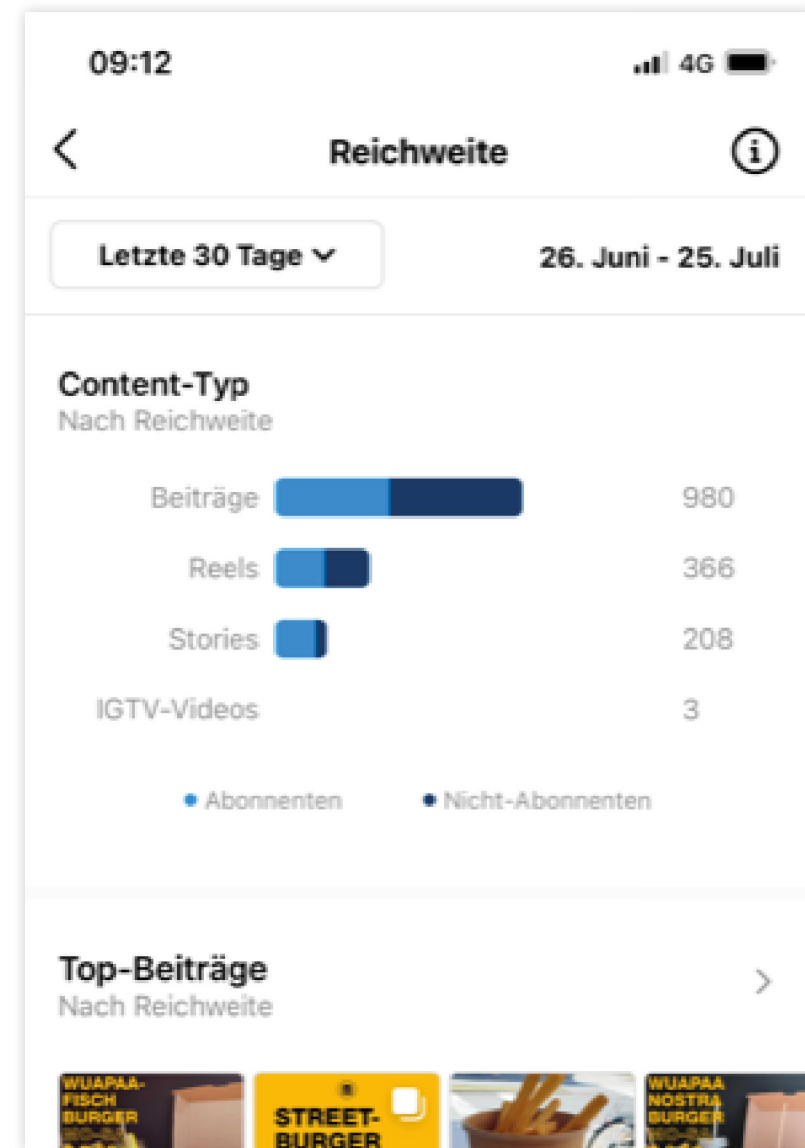 09:12
4G
Reichweite
Letzte 30 Tage
26. Juni - 25. Juli
Content-Typ
Nach Reichweite
Beiträge 980
Reels 366
Stories 208
IGTV-Videos 3
Abonnenten Nicht-Abonnenten
Top-Beiträge
Nach Reichweite
WUAPAA-
FISCH
BURGER
STREET-
BURGER
WUAPAA
NOSTRA
BURGER